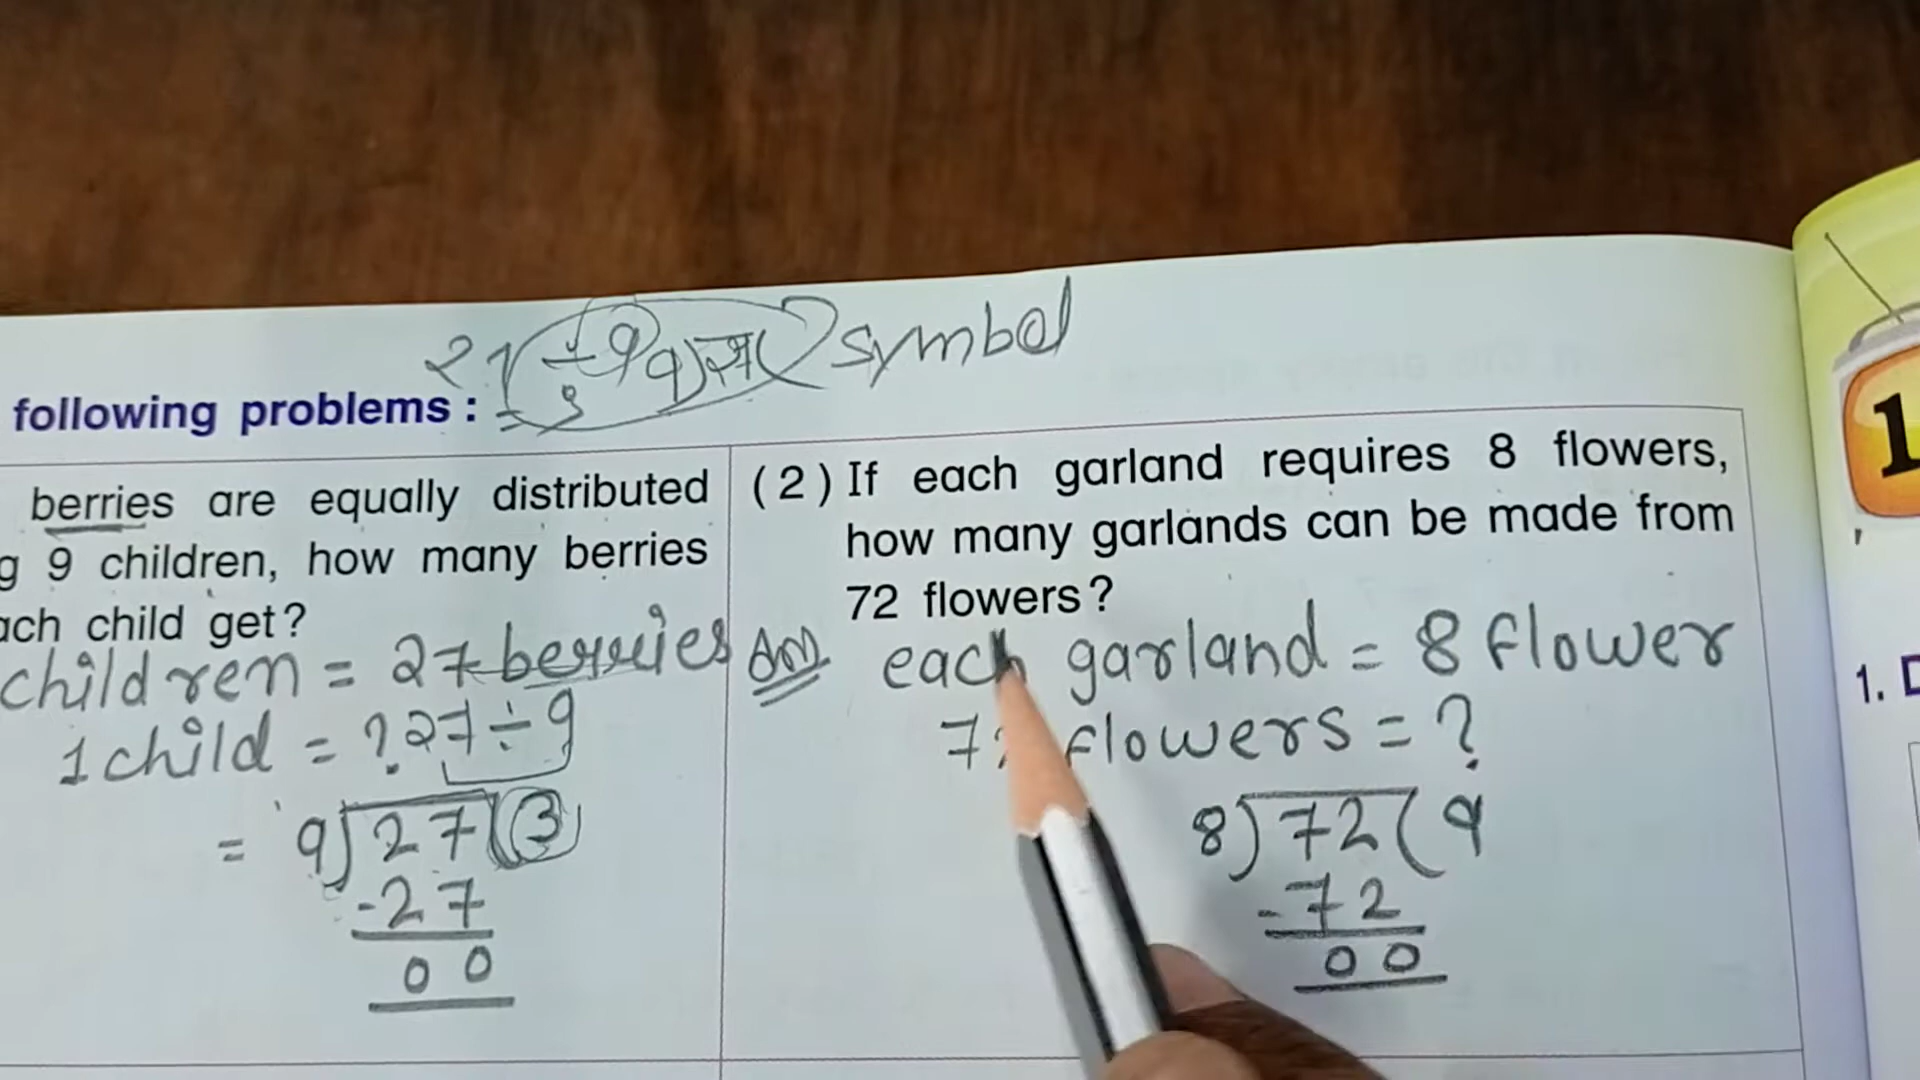 symbol
following problems :
berries are equally distributed
9 children, how many berries
ach child get?
children = 27 berries
1 child = ? 27 ÷ 9
= 9) 27 ( 3
- 27
00
(2) If each garland requires 8 flowers,
how many garlands can be made from
72 flowers?
Ans each garland = 8 flower
flowers = ?
8) 72 ( 9
- 72
00
1
1.